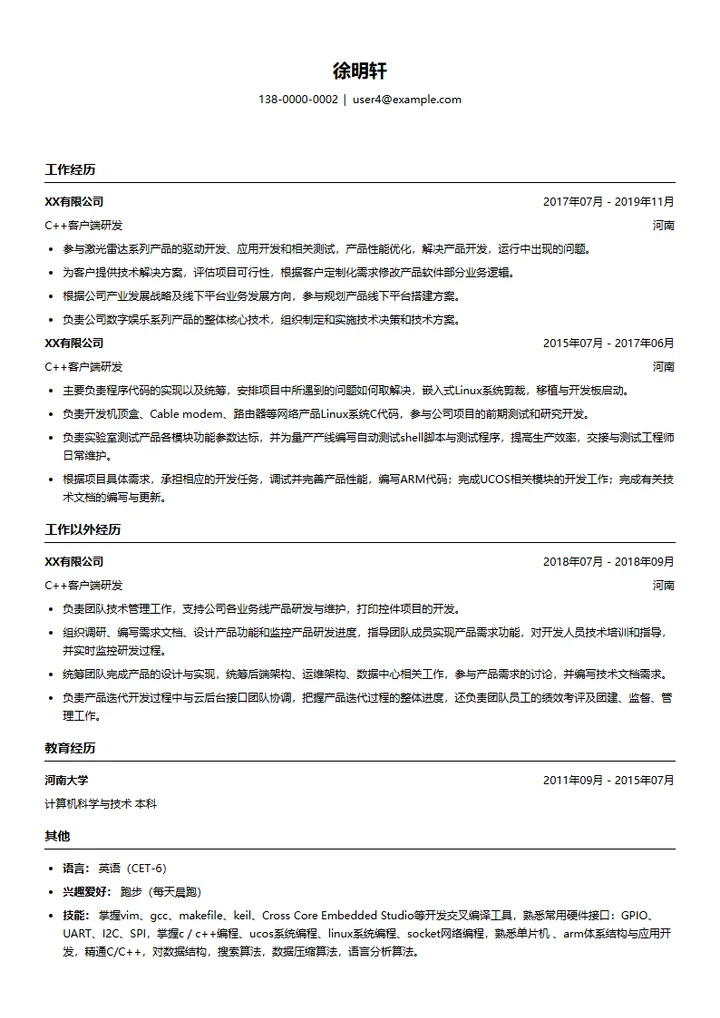 徐明轩
138-0000-0002 | user4@example.com
工作经历
XX有限公司 2017年07月 - 2019年11月
C++客户端研发 河南
• 参与激光雷达系列产品的驱动开发、应用开发和相关测试，产品性能优化，解决产品开发，运行中出现的问题。
• 为客户提供技术解决方案，评估项目可行性，根据客户定制化需求修改产品软件部分业务逻辑。
• 根据公司产业发展战略及线下平台业务发展方向，参与规划产品线下平台搭建方案。
• 负责公司数字娱乐系列产品的整体核心技术，组织制定和实施技术决策和技术方案。
XX有限公司 2015年07月 - 2017年06月
C++客户端研发 河南
• 主要负责程序代码的实现以及统筹，安排项目中所遇到的问题如何取解决，嵌入式Linux系统剪裁，移植与开发板启动。
• 负责开发机顶盒、Cable modem、路由器等网络产品Linux系统C代码，参与公司项目的前期测试和研究开发。
• 负责实验室测试产品各模块功能参数达标，并为量产产线编写自动测试shell脚本与测试程序，提高生产效率，交接与测试工程师
日常维护。
• 根据项目具体需求，承担相应的开发任务，调试并完善产品性能，编写ARM代码；完成UCOS相关模块的开发工作；完成有关技
术文档的编写与更新。
工作以外经历
XX有限公司 2018年07月 - 2018年09月
C++客户端研发 河南
• 负责团队技术管理工作，支持公司各业务线产品研发与维护，打印控件项目的开发。
• 组织调研、编写需求文档、设计产品功能和监控产品研发进度，指导团队成员实现产品需求功能，对开发人员技术培训和指导，
并实时监控研发过程。
• 统筹团队完成产品的设计与实现，统筹后端架构、运维架构、数据中心相关工作，参与产品需求的讨论，并编写技术文档需求。
• 负责产品迭代开发过程中与云后台接口团队协调，把握产品迭代过程的整体进度，还负责团队员工的绩效考评及团建、监督、管
理工作。
教育经历
河南大学 2011年09月 - 2015年07月
计算机科学与技术 本科
其他
• 语言： 英语（CET-6）
• 兴趣爱好： 跑步（每天晨跑）
• 技能： 掌握vim、gcc、makefile、keil、Cross Core Embedded Studio等开发交叉编译工具，熟悉常用硬件接口：GPIO、
UART、I2C、SPI，掌握c / c++编程、ucos系统编程、linux系统编程、socket网络编程，熟悉单片机 、arm体系结构与应用开
发，精通C/C++，对数据结构，搜索算法，数据压缩算法，语言分析算法。